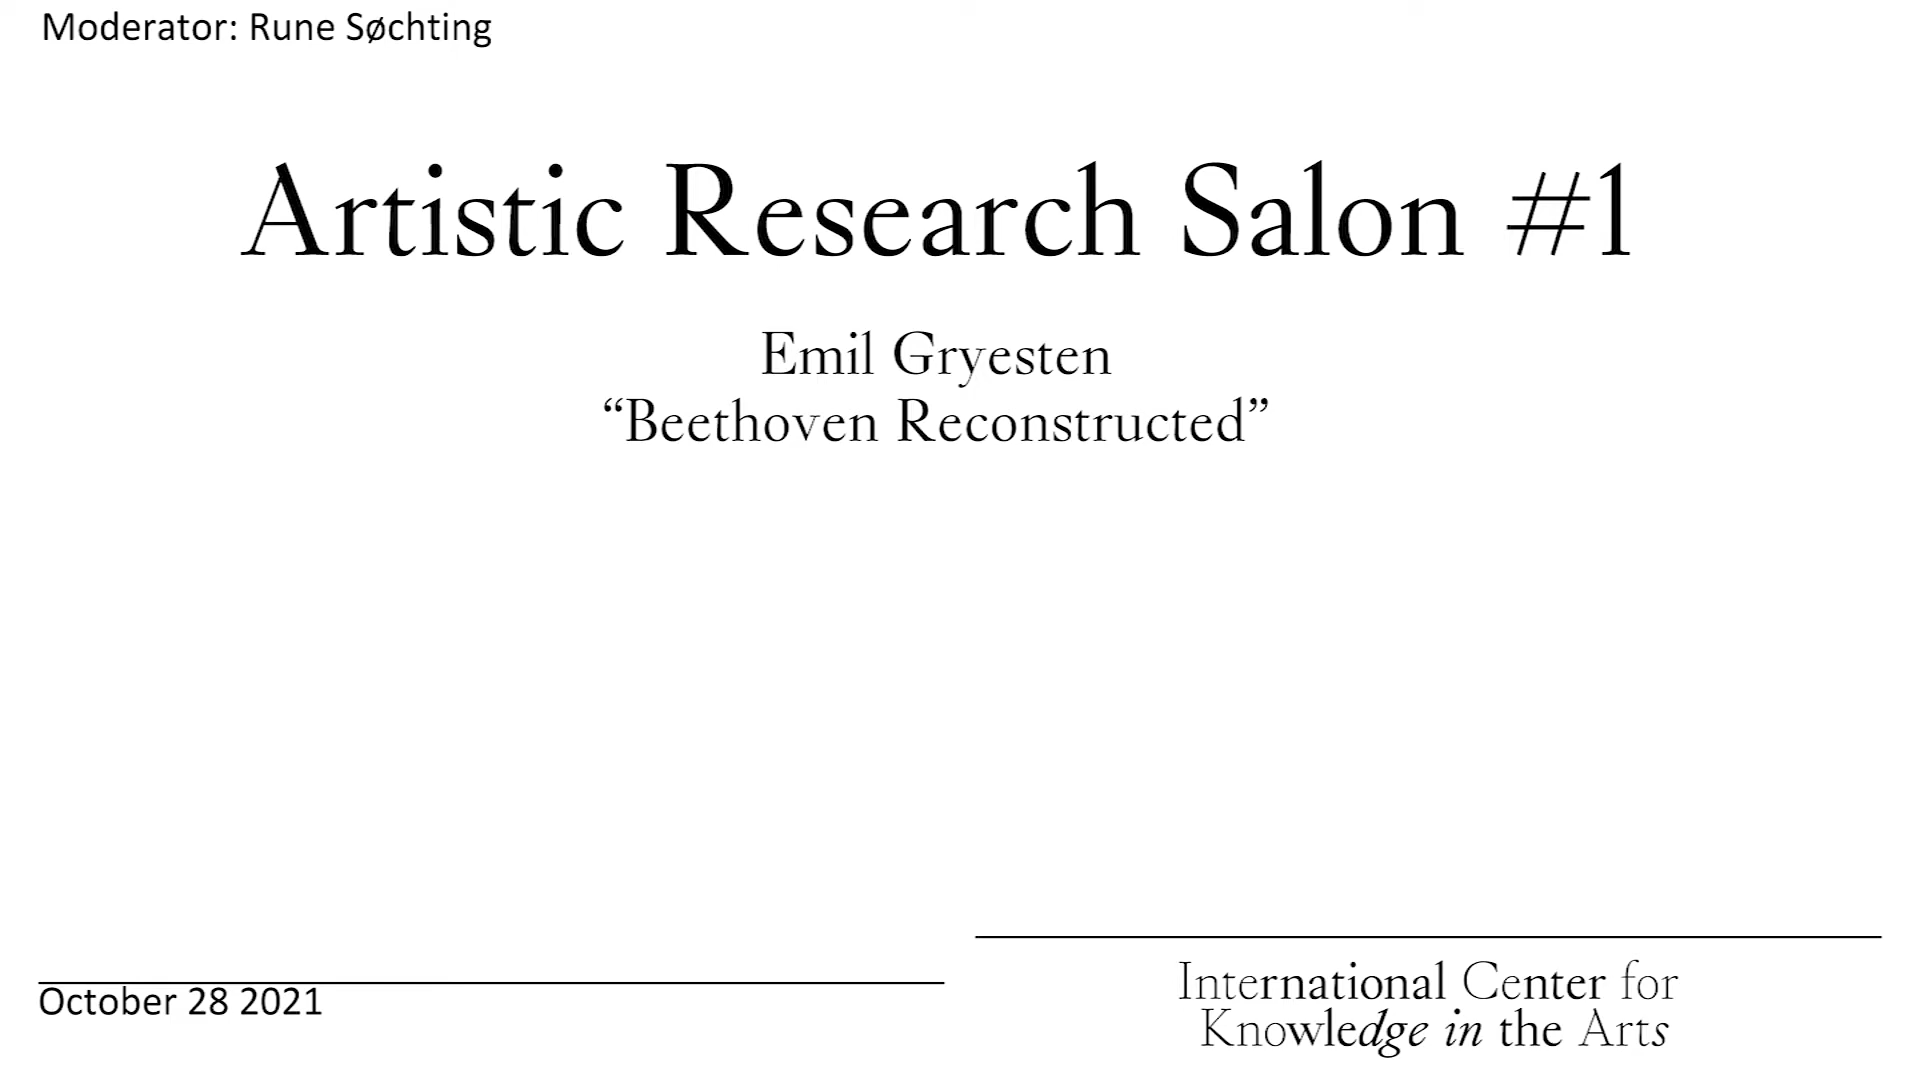 Moderator: Rune Søchting
Artistic Research Salon #1
Emil Gryesten
“Beethoven Reconstructed”
October 28 2021
International Center for
Knowledge in the Arts